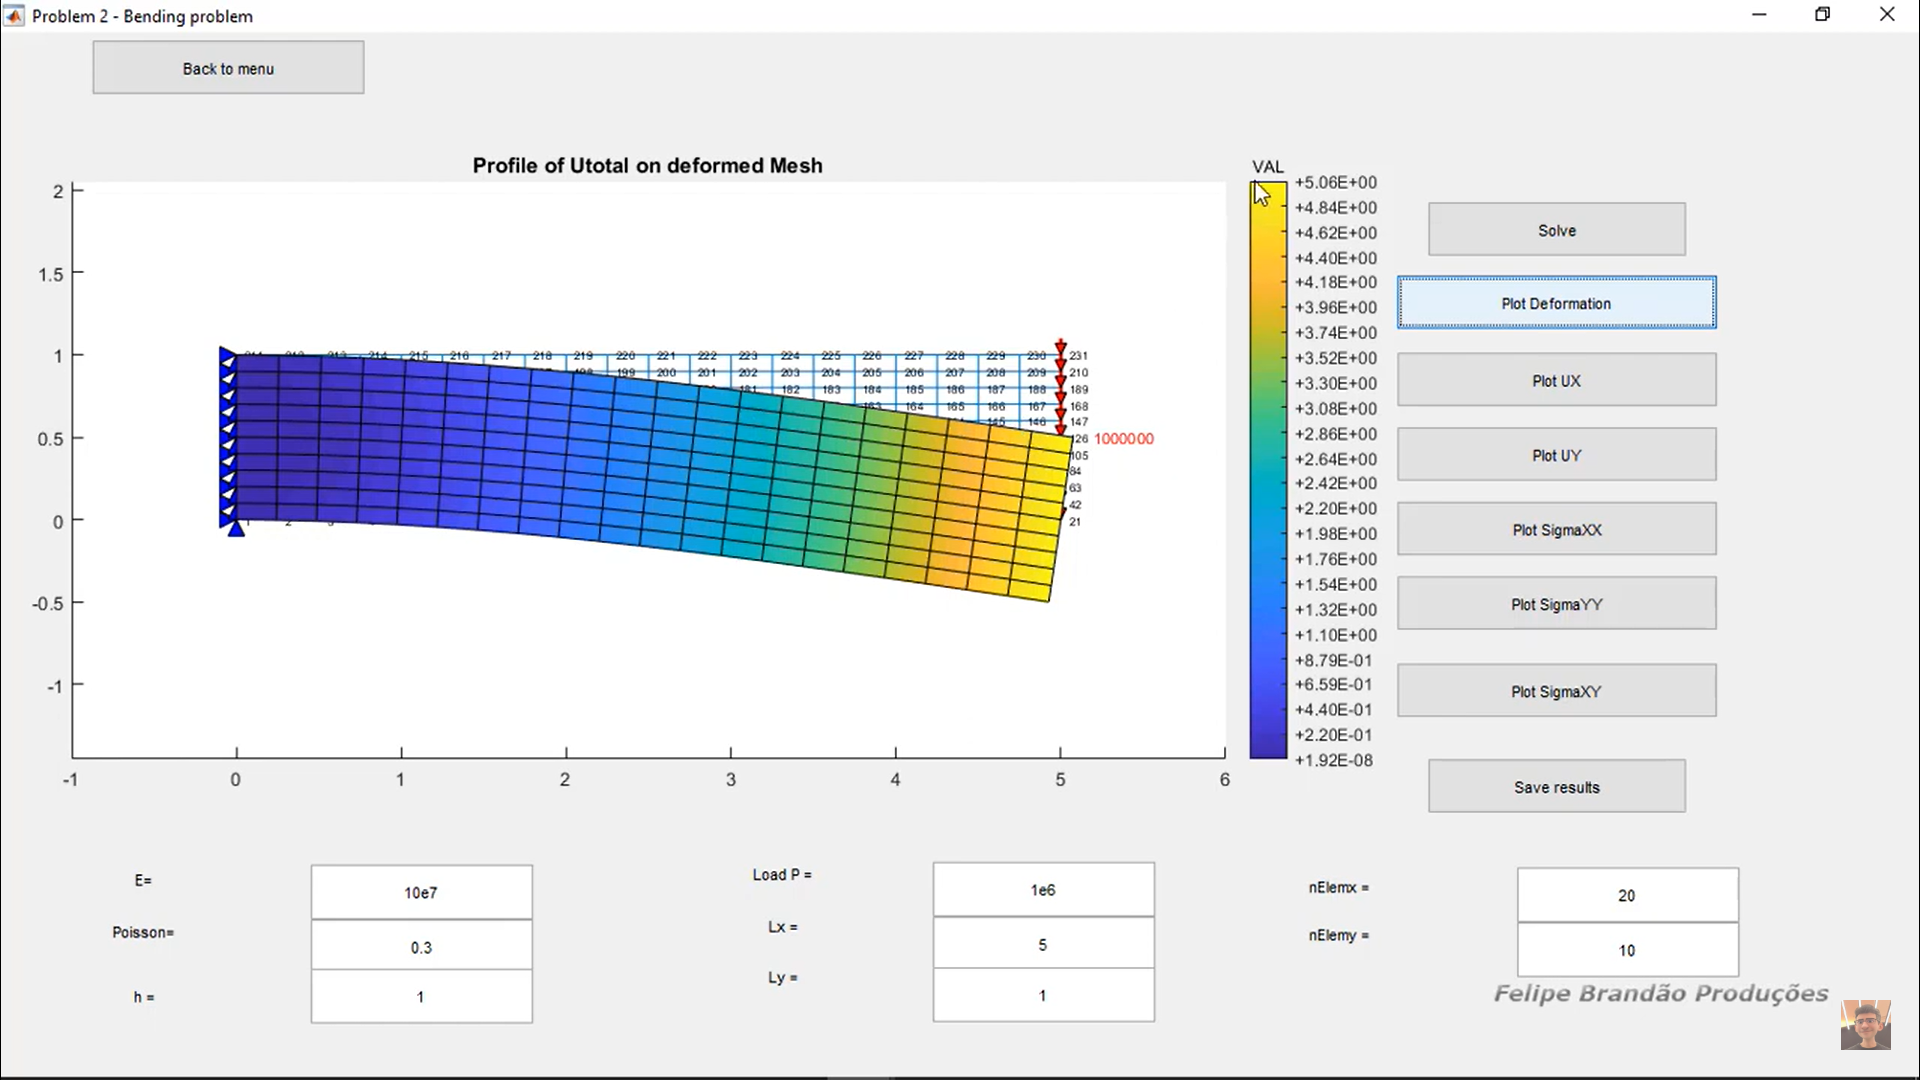 Problem 2 - Bending problem
Back to menu
Profile of Utotal on deformed Mesh
VAL
2
1.5
1
0.5
0
-0.5
-1
-1
0
1
2
3
4
5
6
214 215 216 217 218 219 220 221 222 223 224 225 226 227 228 229 230 231
199 200 201 202 203 204 205 206 207 208 209 210
182 183 184 185 186 187 188 189
163 164 165 166 167 168
146 147
1000000
105
84
63
42
21
+5.06E+00
+4.84E+00
+4.62E+00
+4.40E+00
+4.18E+00
+3.96E+00
+3.74E+00
+3.52E+00
+3.30E+00
+3.08E+00
+2.86E+00
+2.64E+00
+2.42E+00
+2.20E+00
+1.98E+00
+1.76E+00
+1.54E+00
+1.32E+00
+1.10E+00
+8.79E-01
+6.59E-01
+4.40E-01
+2.20E-01
+1.92E-08
Solve
Plot Deformation
Plot UX
Plot UY
Plot SigmaXX
Plot SigmaYY
Plot SigmaXY
Save results
E= 10e7
Poisson= 0.3
h = 1
Load P = 1e6
Lx = 5
Ly = 1
nElemx = 20
nElemy = 10
Felipe Brandão Produções